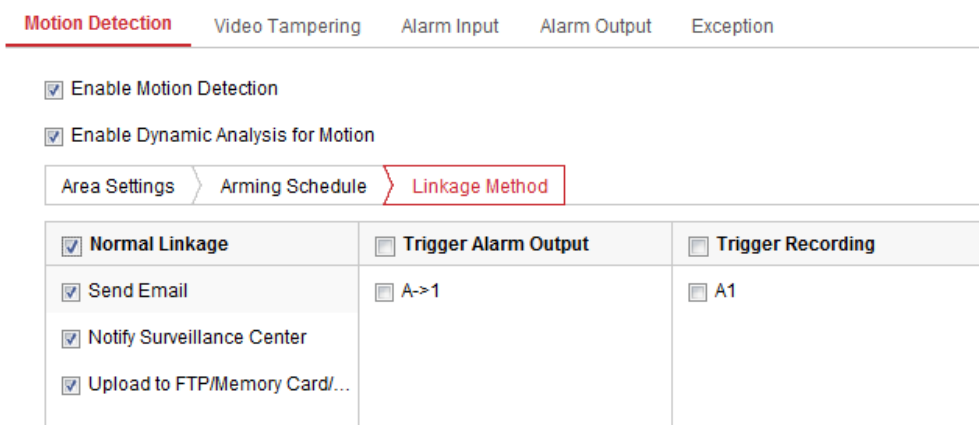 Motion Detection Video Tampering Alarm Input Alarm Output Exception
Enable Motion Detection
Enable Dynamic Analysis for Motion
Area Settings Arming Schedule Linkage Method
Normal Linkage Trigger Alarm Output Trigger Recording
Send Email A->1 A1
Notify Surveillance Center
Upload to FTP/Memory Card/...